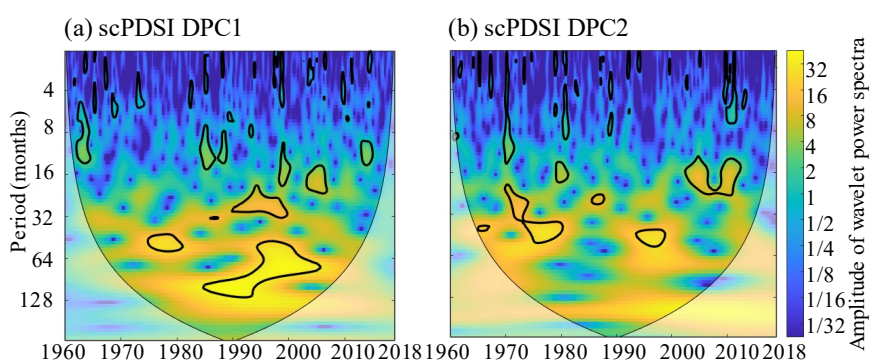 (a) scPDSI DPC1
(b) scPDSI DPC2
Period (months)
4
8
16
32
64
128
1960 1970 1980 1990 2000 2010 2018
1960 1970 1980 1990 2000 2010 2018
32
16
8
4
2
1
1/2
1/4
1/8
1/16
1/32
Amplitude of wavelet power spectra